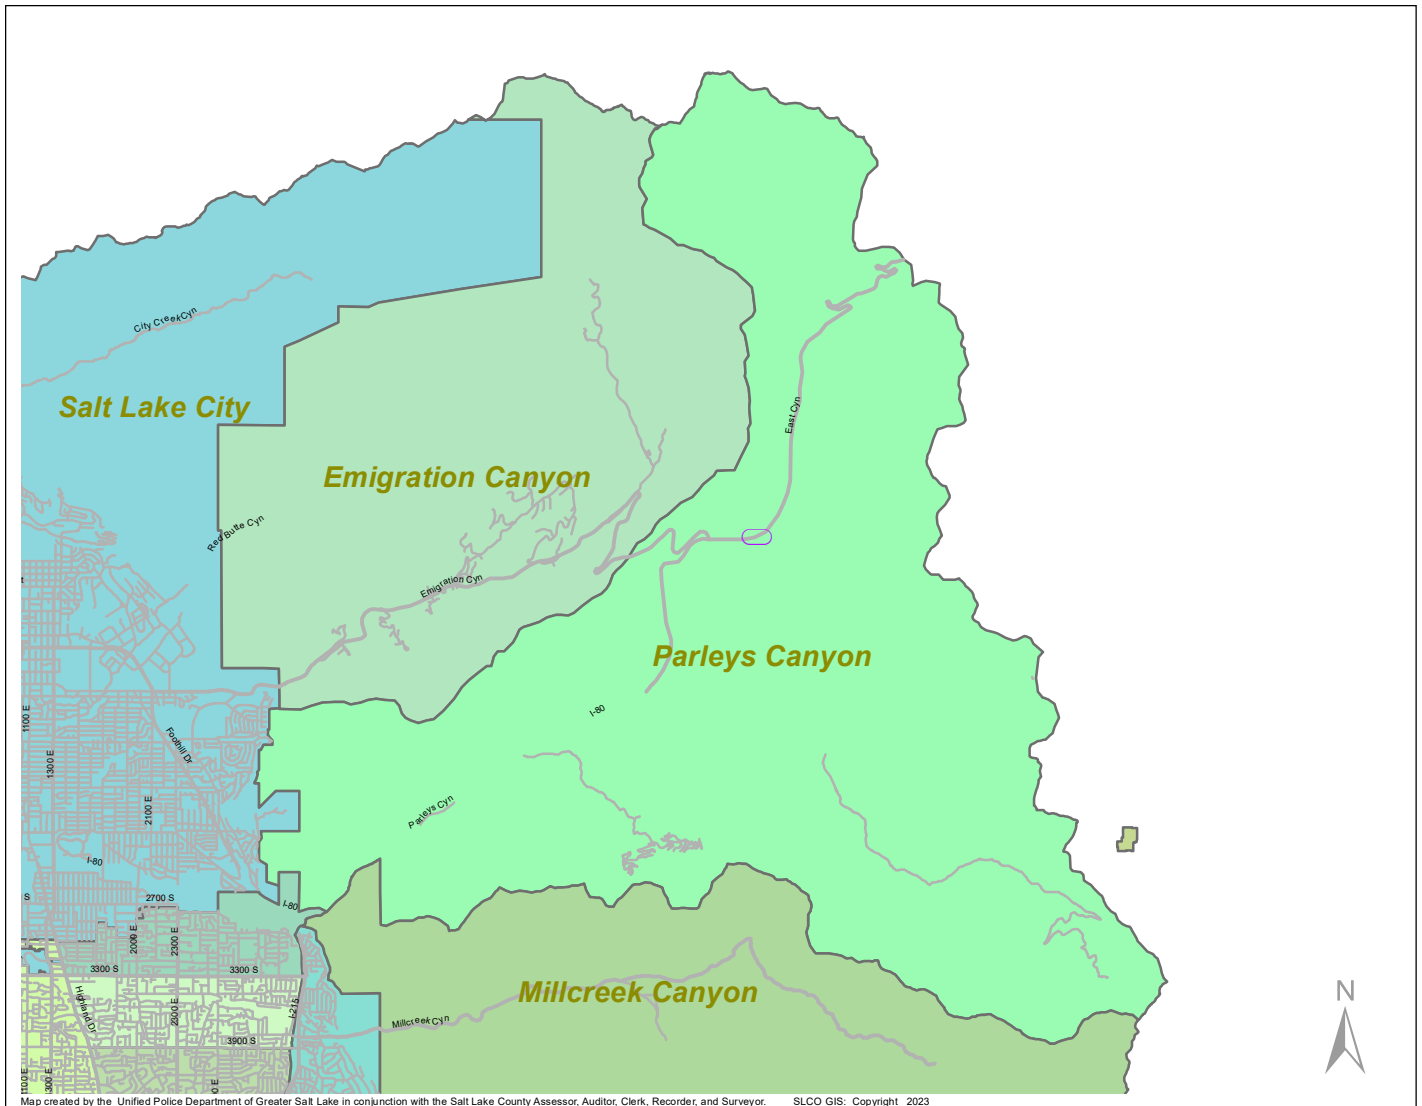 City Creek Cyn
Salt Lake City
East Cyn
Emigration Canyon
Red Butte Cyn
Emigration Cyn
Parleys Canyon
I-80
1100 E
Foothill Dr
1300 E
2100 E
Parleys Cyn
I-80
S
2700 S
I-80
2000 E
2300 E
3300 S
3300 S
Highland Dr
2300 E
I-215
Millcreek Canyon
Millcreek Cyn
3900 S
N
Map created by the Unified Police Department of Greater Salt Lake in conjunction with the Salt Lake County Assessor, Auditor, Clerk, Recorder, and Surveyor. SLCO GIS: Copyright 2023